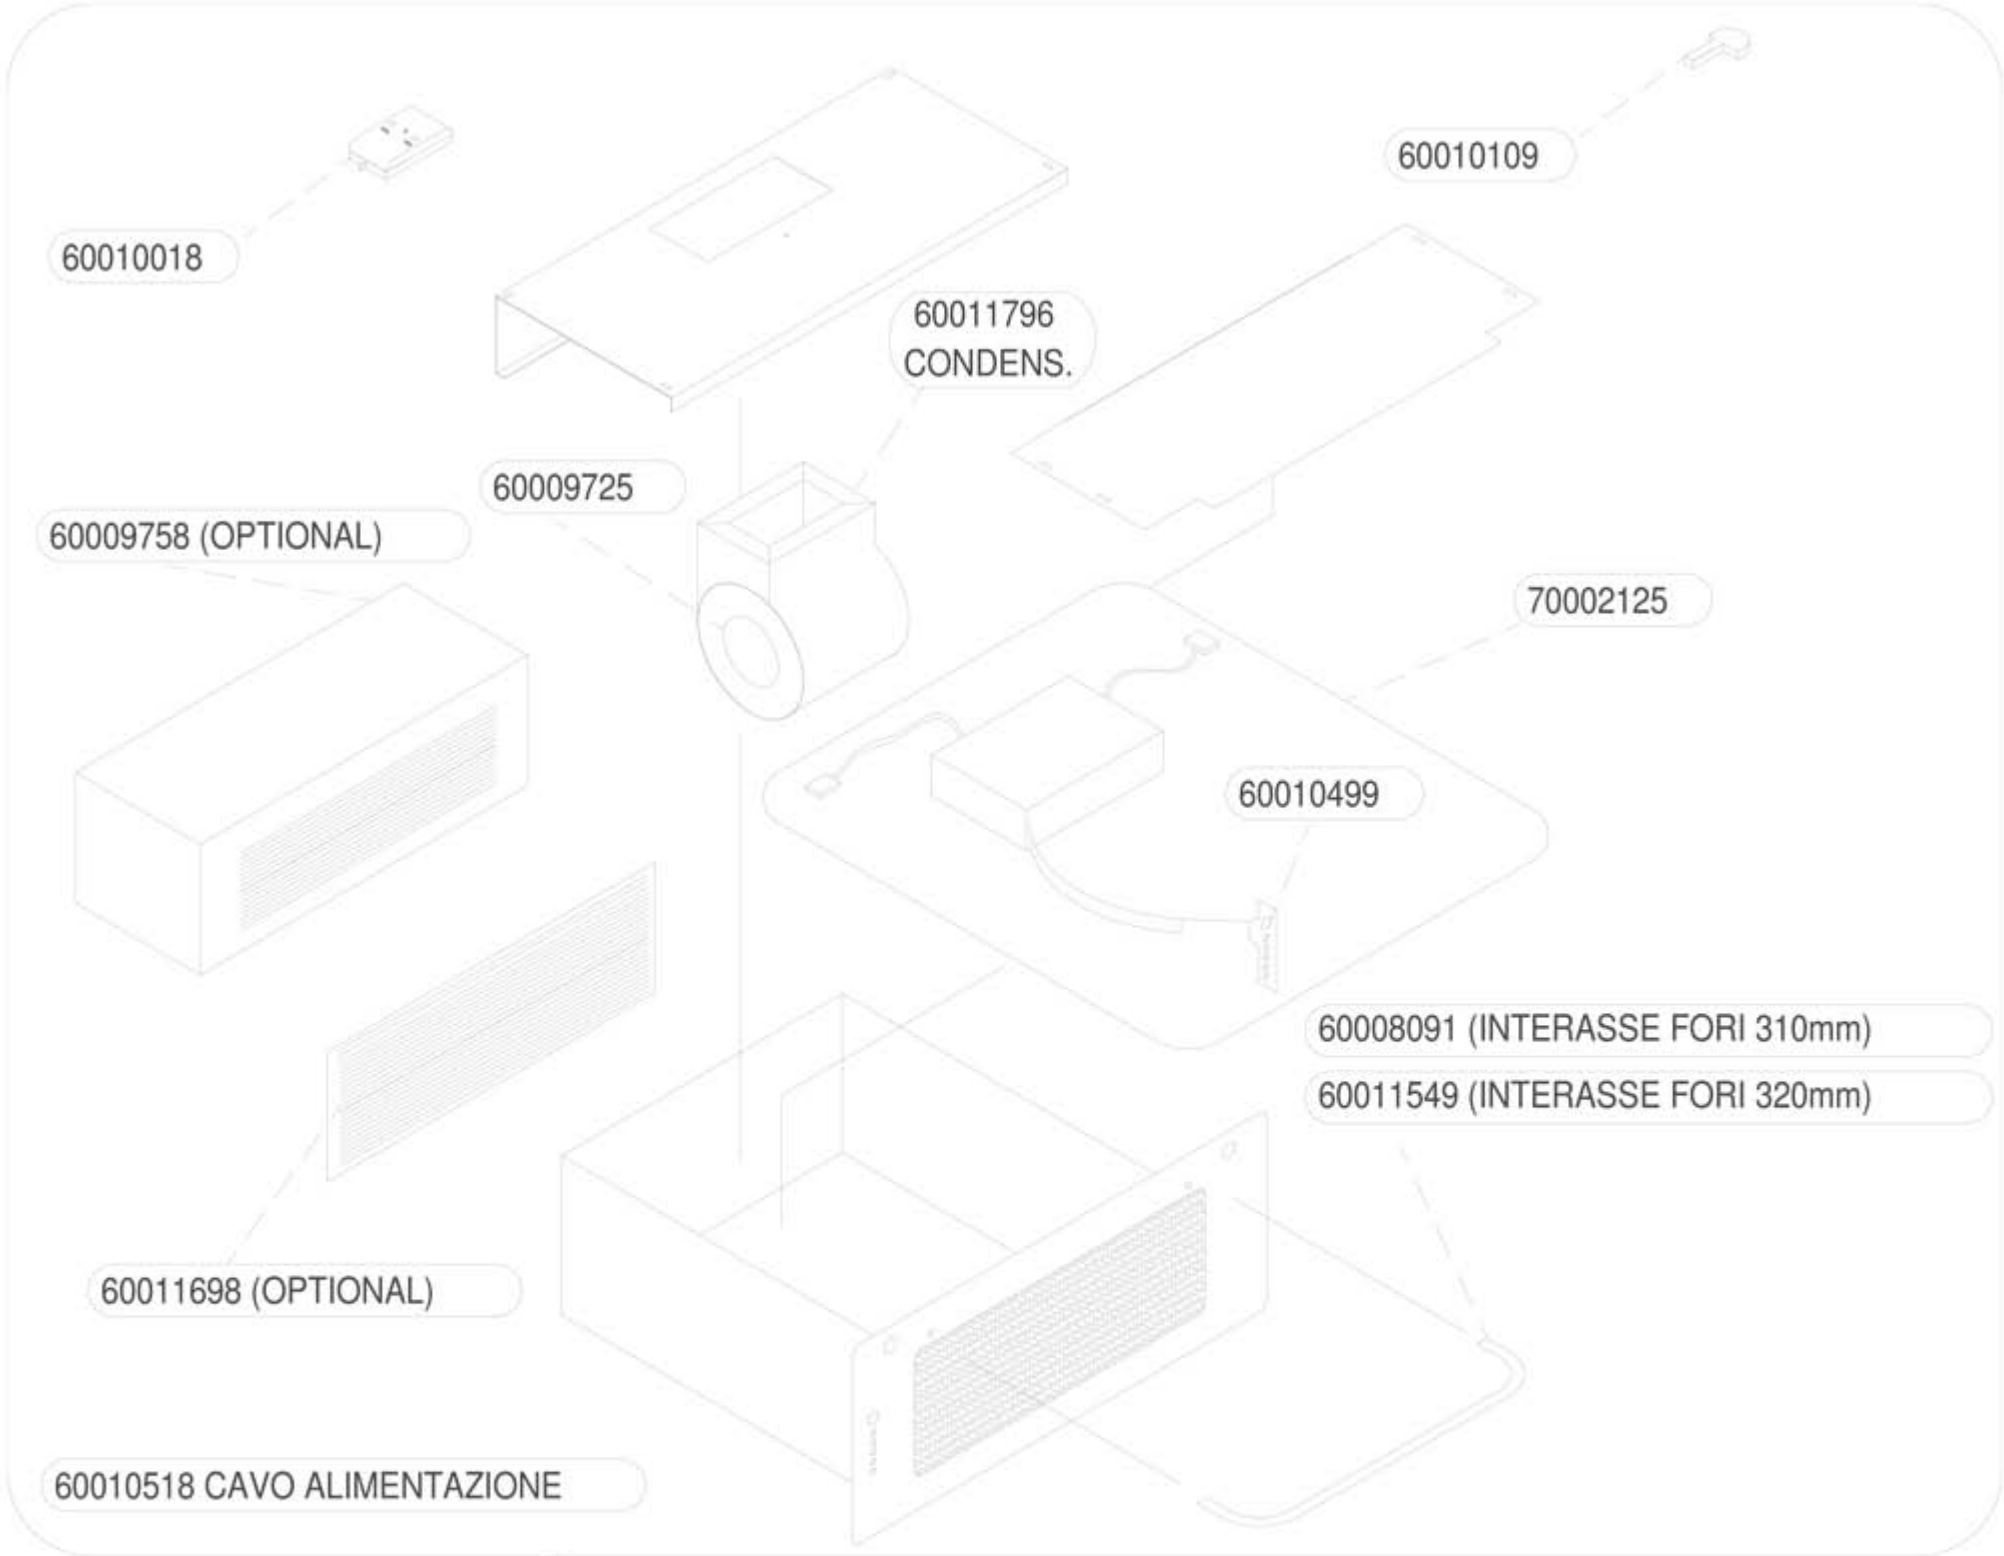 60010109
60010018
60011796
CONDENS.
60009725
60009758 (OPTIONAL)
70002125
60010499
60008091 (INTERASSE FORI 310mm)
60011549 (INTERASSE FORI 320mm)
60011698 (OPTIONAL)
60010518 CAVO ALIMENTAZIONE